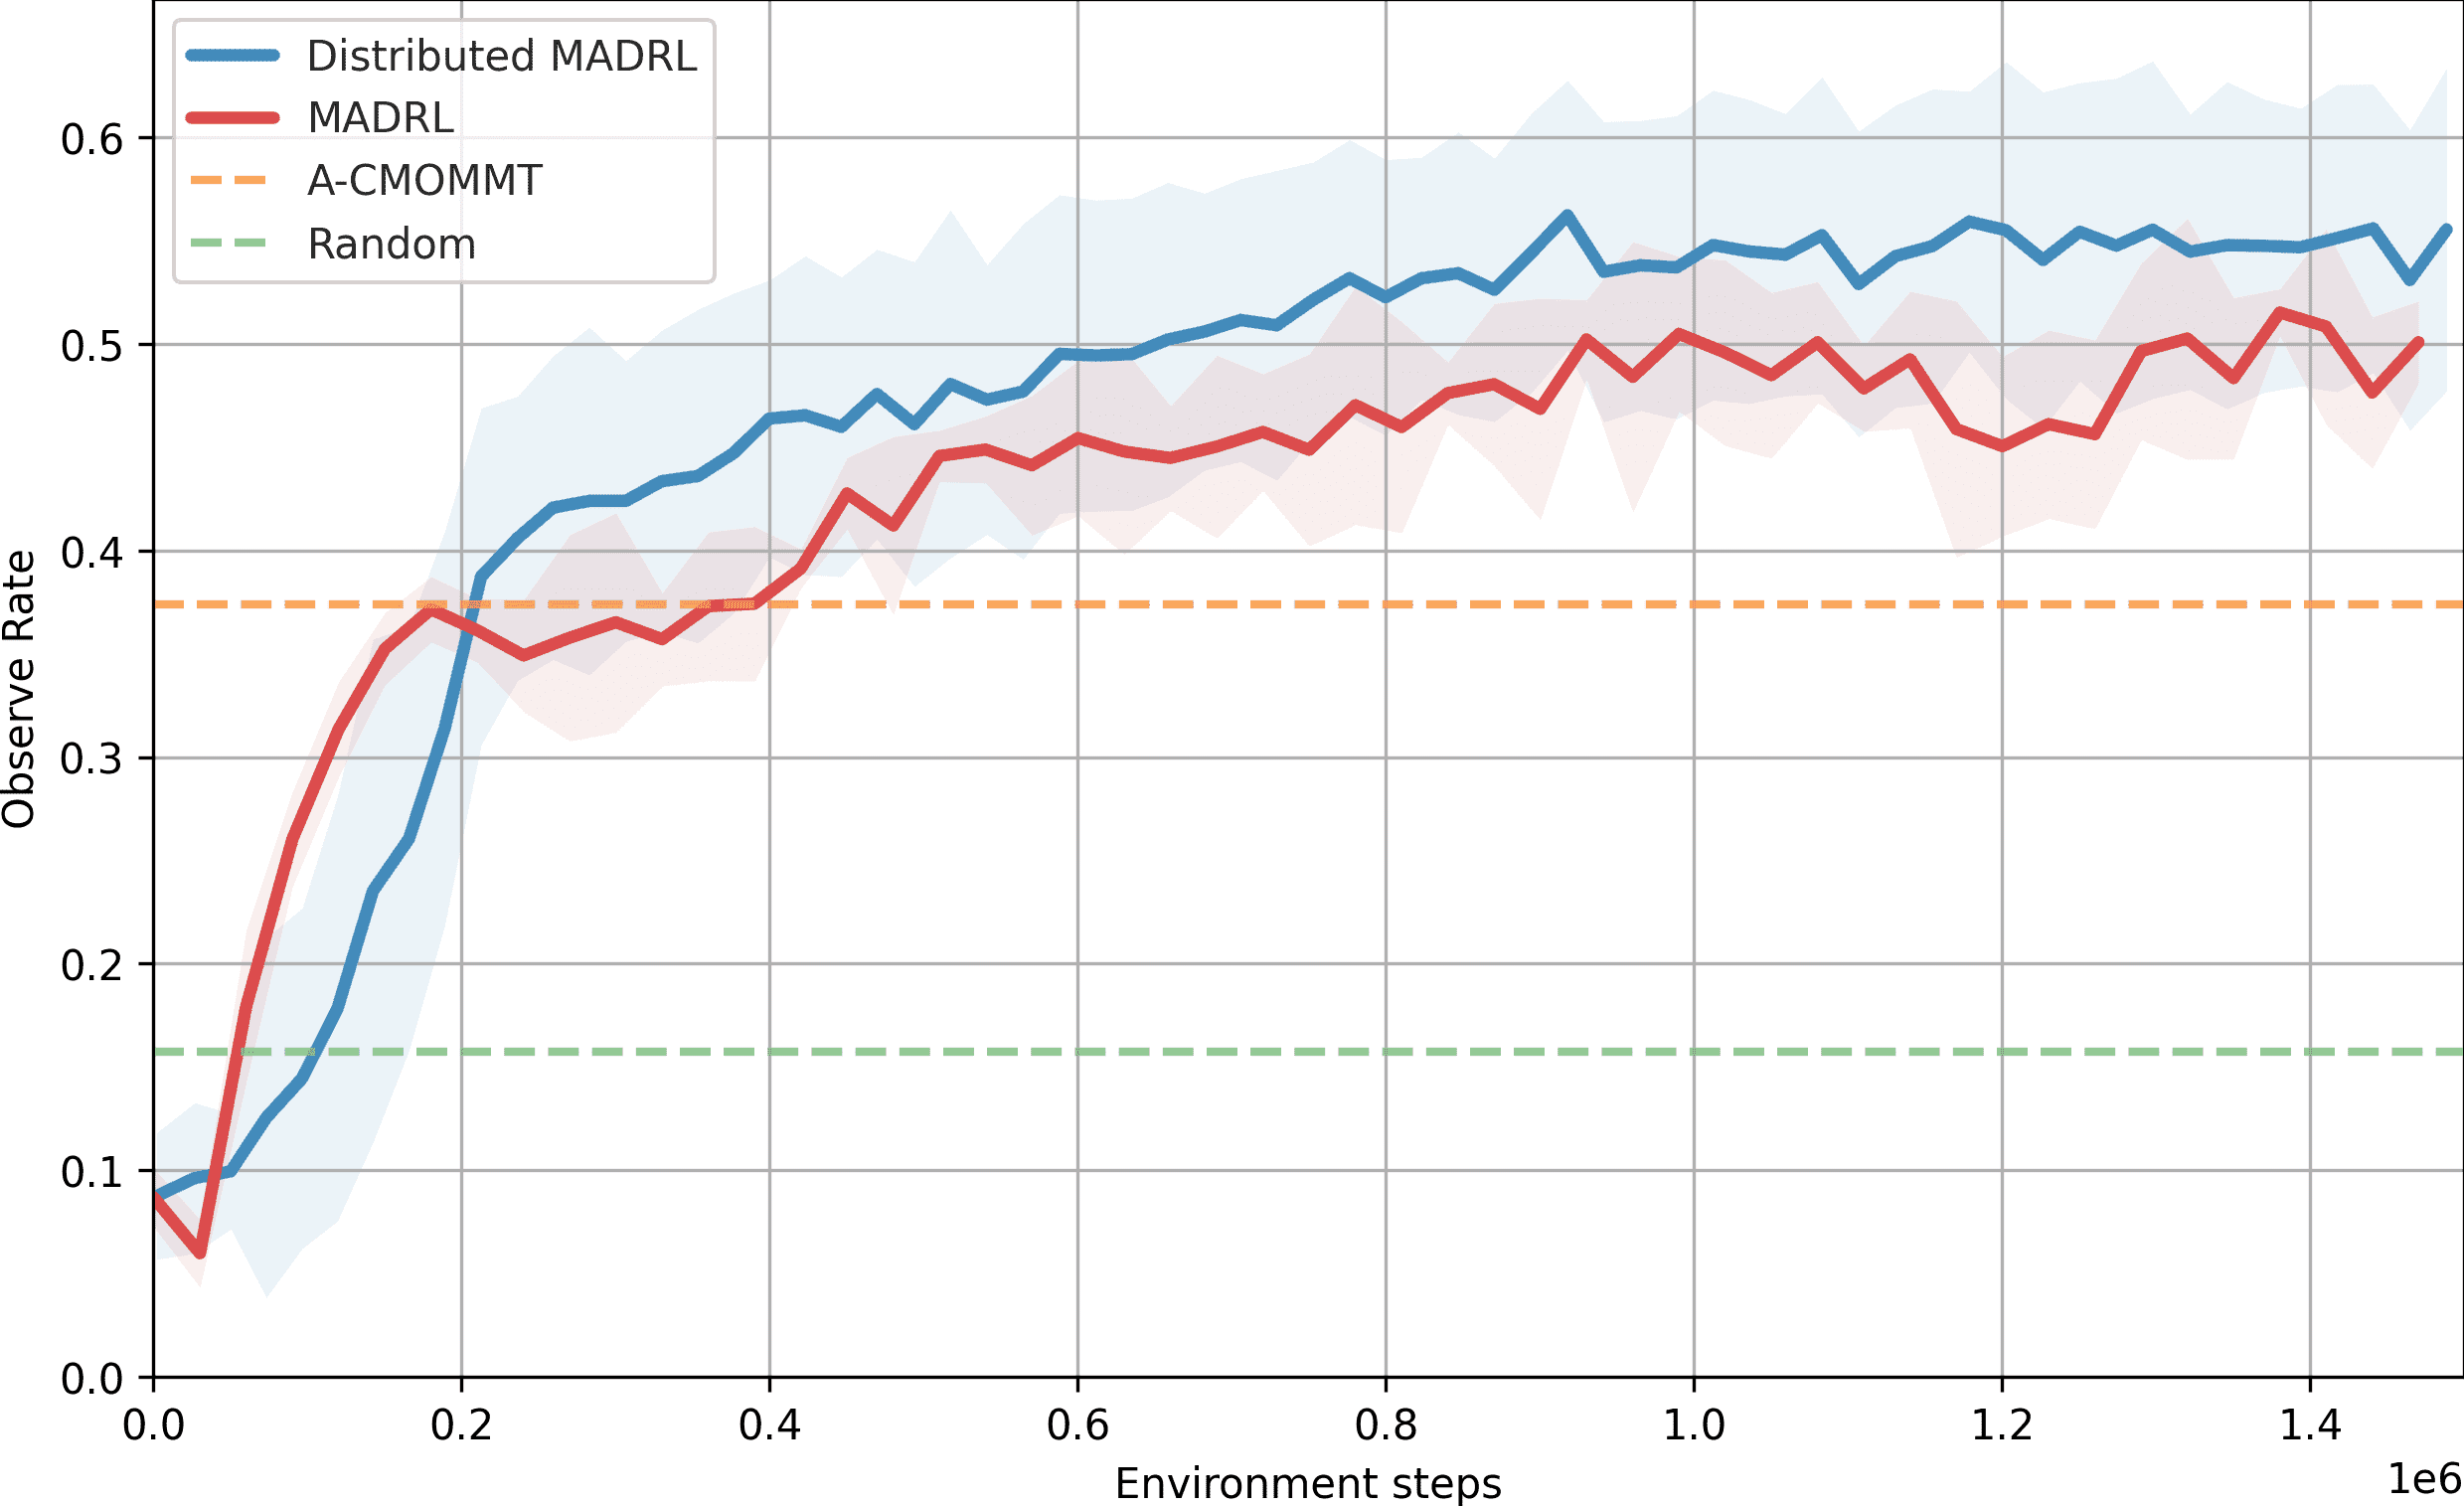 Distributed MADRL
MADRL
A-CMOMMT
Random
Observe Rate
0.6
0.5
0.4
0.3
0.2
0.1
0.0
0.0 0.2 0.4 0.6 0.8 1.0 1.2 1.4
1e6
Environment steps